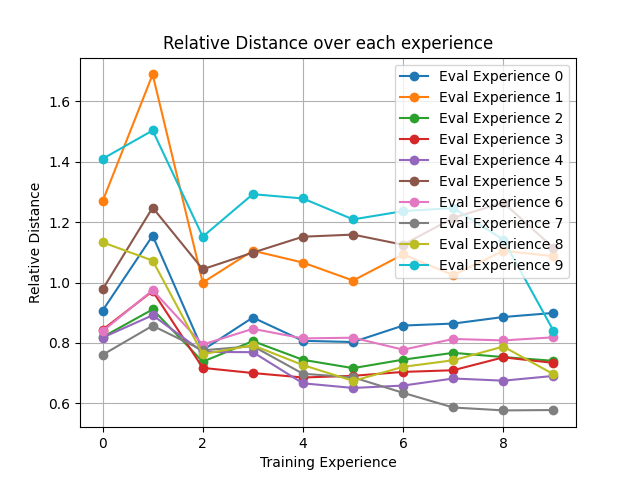 Relative Distance over each experience
Relative Distance
1.6
1.4
1.2
1.0
0.8
0.6
Eval Experience 0
Eval Experience 1
Eval Experience 2
Eval Experience 3
Eval Experience 4
Eval Experience 5
Eval Experience 6
Eval Experience 7
Eval Experience 8
Eval Experience 9
0
2
4
6
8
Training Experience